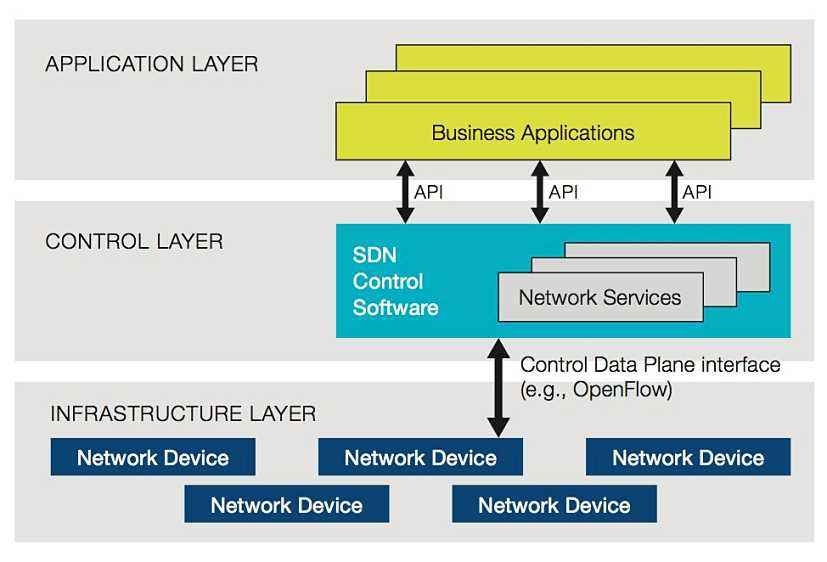 APPLICATION LAYER
Business Applications
API
API
API
CONTROL LAYER
SDN
Control
Software
Network Services
Control Data Plane interface
(e.g., OpenFlow)
INFRASTRUCTURE LAYER
Network Device
Network Device
Network Device
Network Device
Network Device